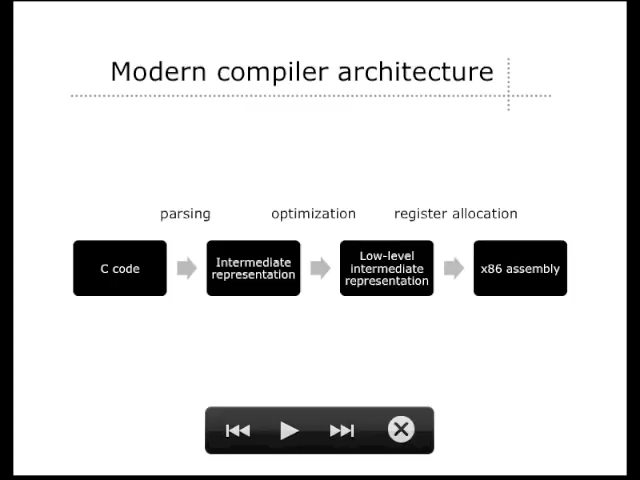 Modern compiler architecture
parsing
optimization
register allocation
C code
Intermediate
representation
Low-level
intermediate
representation
x86 assembly